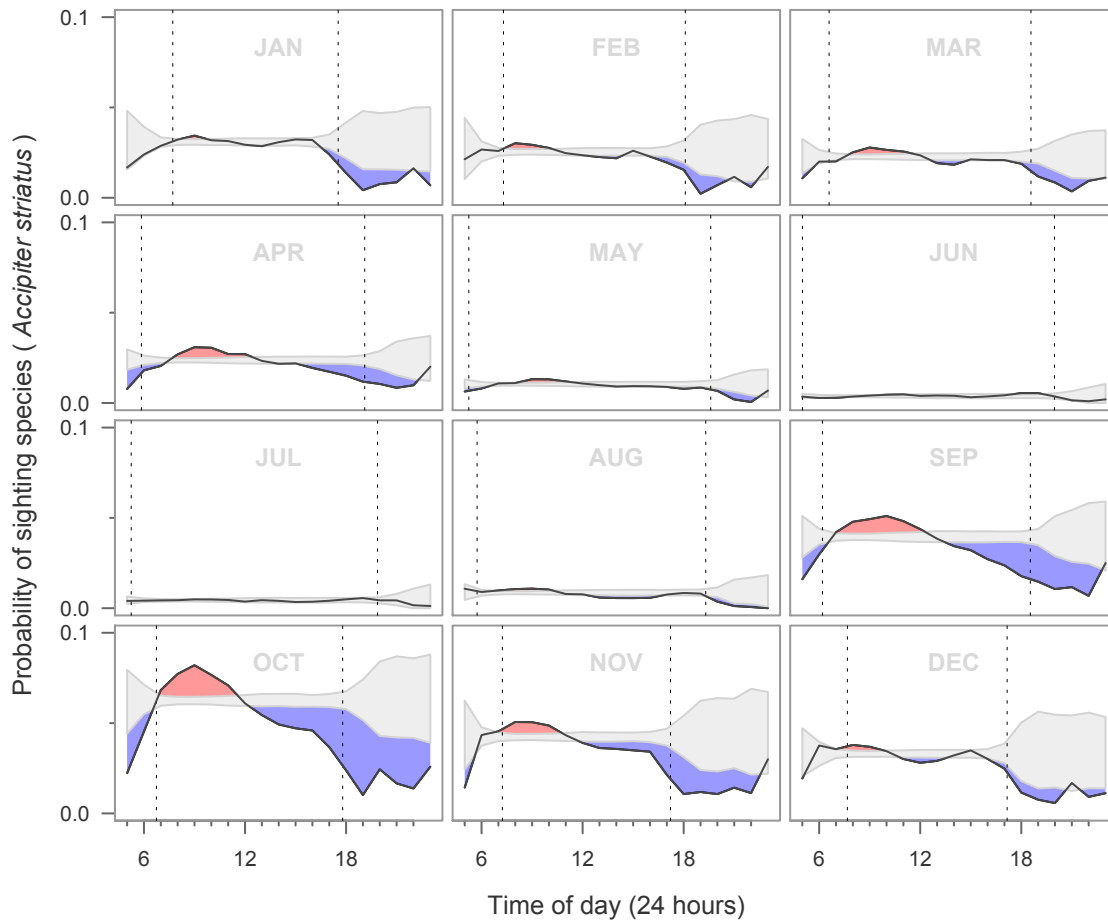 0.1
0.0
JAN
FEB
MAR
0.1
0.0
APR
MAY
JUN
0.1
0.0
JUL
AUG
SEP
0.1
0.0
OCT
NOV
DEC
6 12 18
6 12 18
6 12 18
Time of day (24 hours)
Probability of sighting species ( Accipiter striatus )